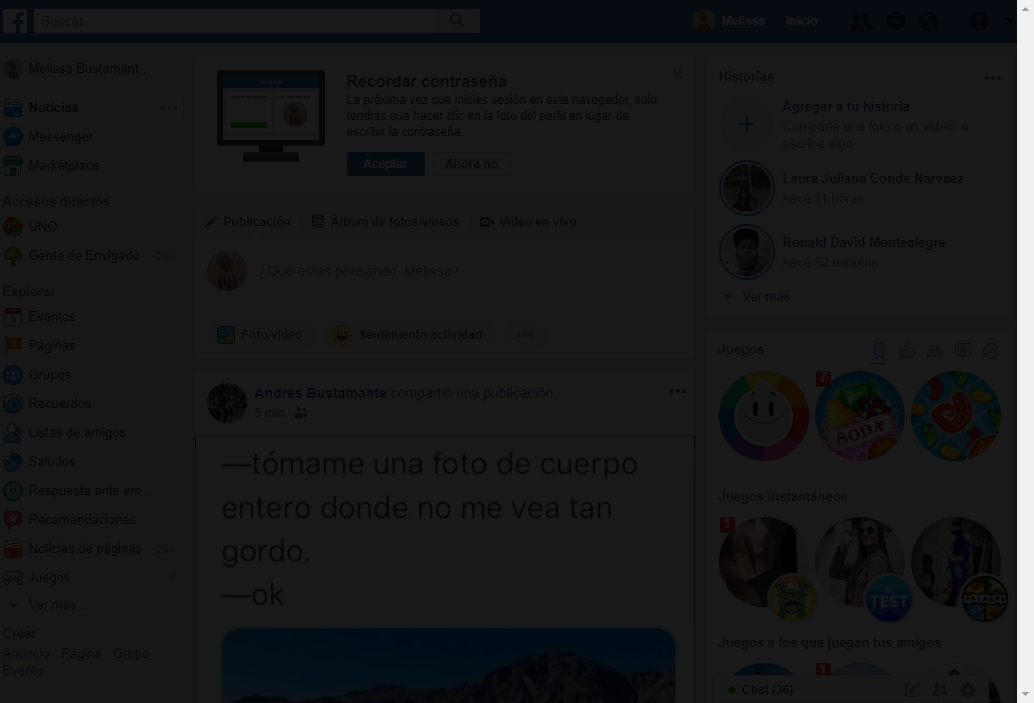 Buscar
Melissa
Inicio
Melissa Bustamant...
Noticias
Messenger
Marketplace
Accesos directos
UNO
Gente de Envigado 20+
Explorar
Eventos
Páginas
Grupos
Recuerdos
Listas de amigos
Saludos
Respuesta ante em...
Recomendaciones
Noticias de páginas 20+
Juegos 7
Ver más...
Crear
Anuncio Página Grupo
Evento
Recordar contraseña
La próxima vez que inicies sesión en este navegador, solo
tendrás que hacer clic en la foto del perfil en lugar de
escribir la contraseña.
Aceptar Ahora no
Publicación Álbum de fotos/videos Video en vivo
¿Qué estás pensando, Melissa?
Foto/video Sentimiento/actividad
Andres Bustamante compartió una publicación.
5 min ·
—tómame una foto de cuerpo
entero donde no me vea tan
gordo.
—ok
Historias
Agregar a tu historia
Comparte una foto o un video, o
escribe algo
Laura Juliana Conde Narvaez
hace 11 horas
Ronald David Montealegre
hace 52 minutos
Ver más
Juegos
7
SODA
Juegos instantáneos
1
EL
TEST
Juegos a los que juegan tus amigos
1
Chat (36)